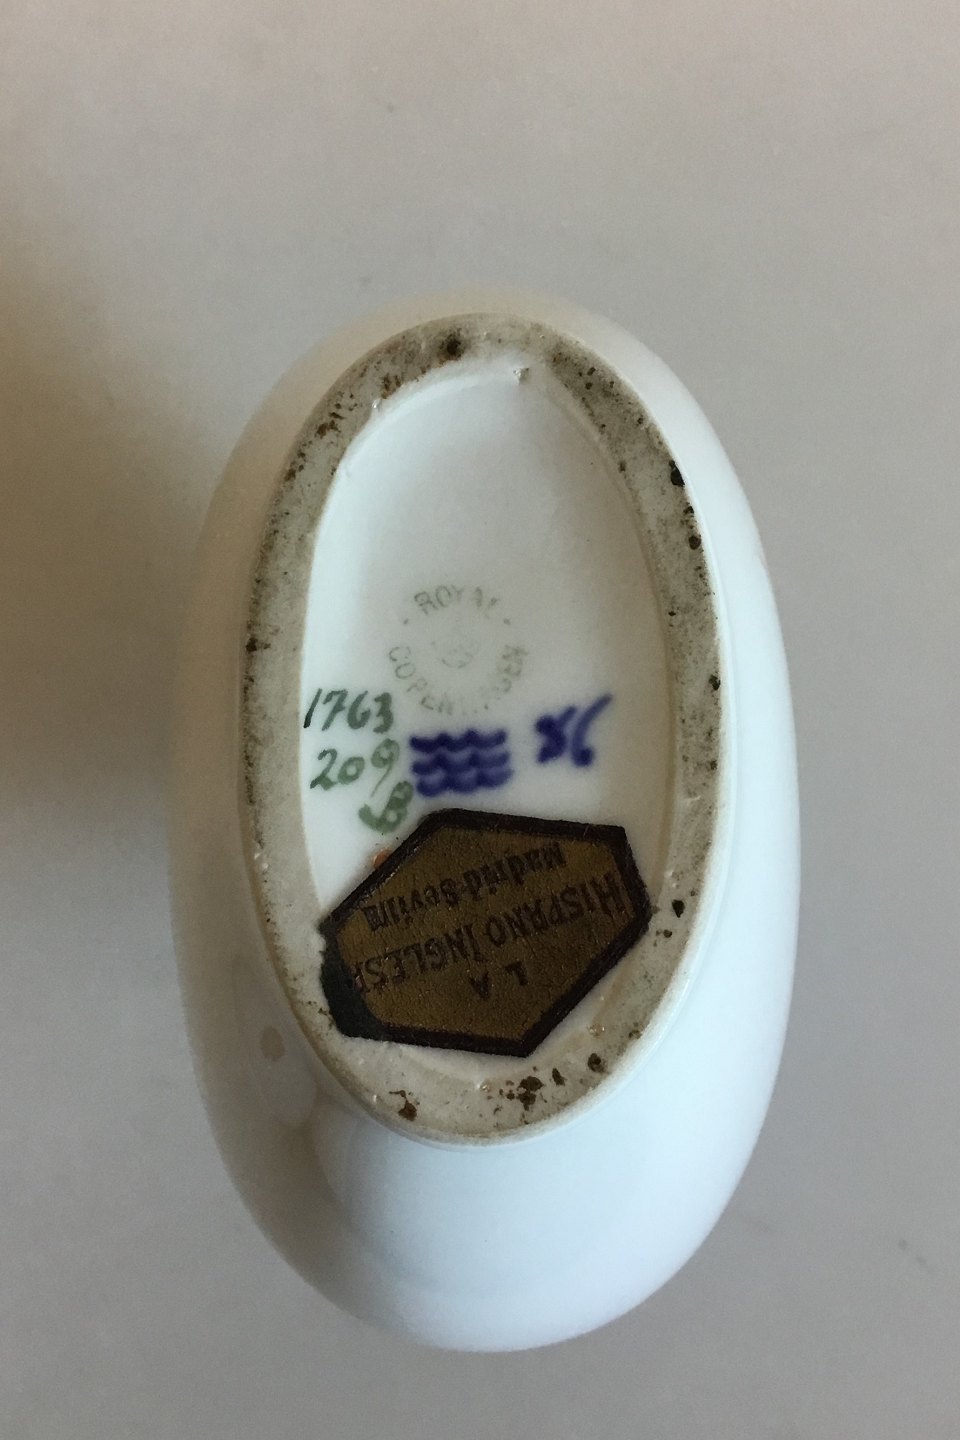 ROYAL
COPENHAGEN
1763
209
56
LA
HISPANO INGLESA
Madrid-Sevilla